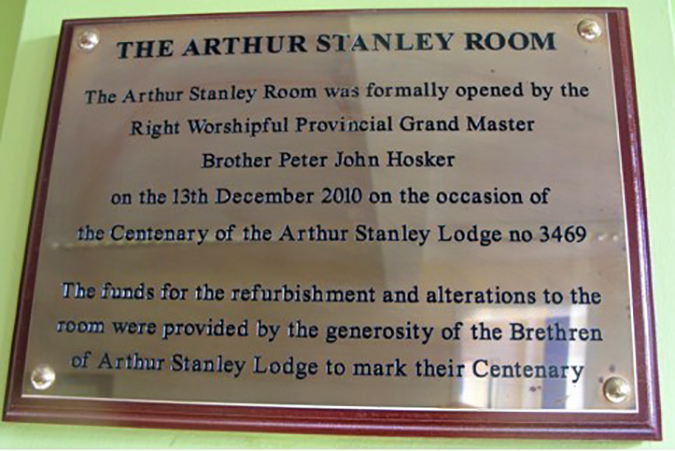 THE ARTHUR STANLEY ROOM
The Arthur Stanley Room was formally opened by the
Right Worshipful Provincial Grand Master
Brother Peter John Hosker
on the 13th December 2010 on the occasion of
the Centenary of the Arthur Stanley Lodge no 3469
The funds for the refurbishment and alterations to the
room were provided by the generosity of the Brethren
of Arthur Stanley Lodge to mark their Centenary